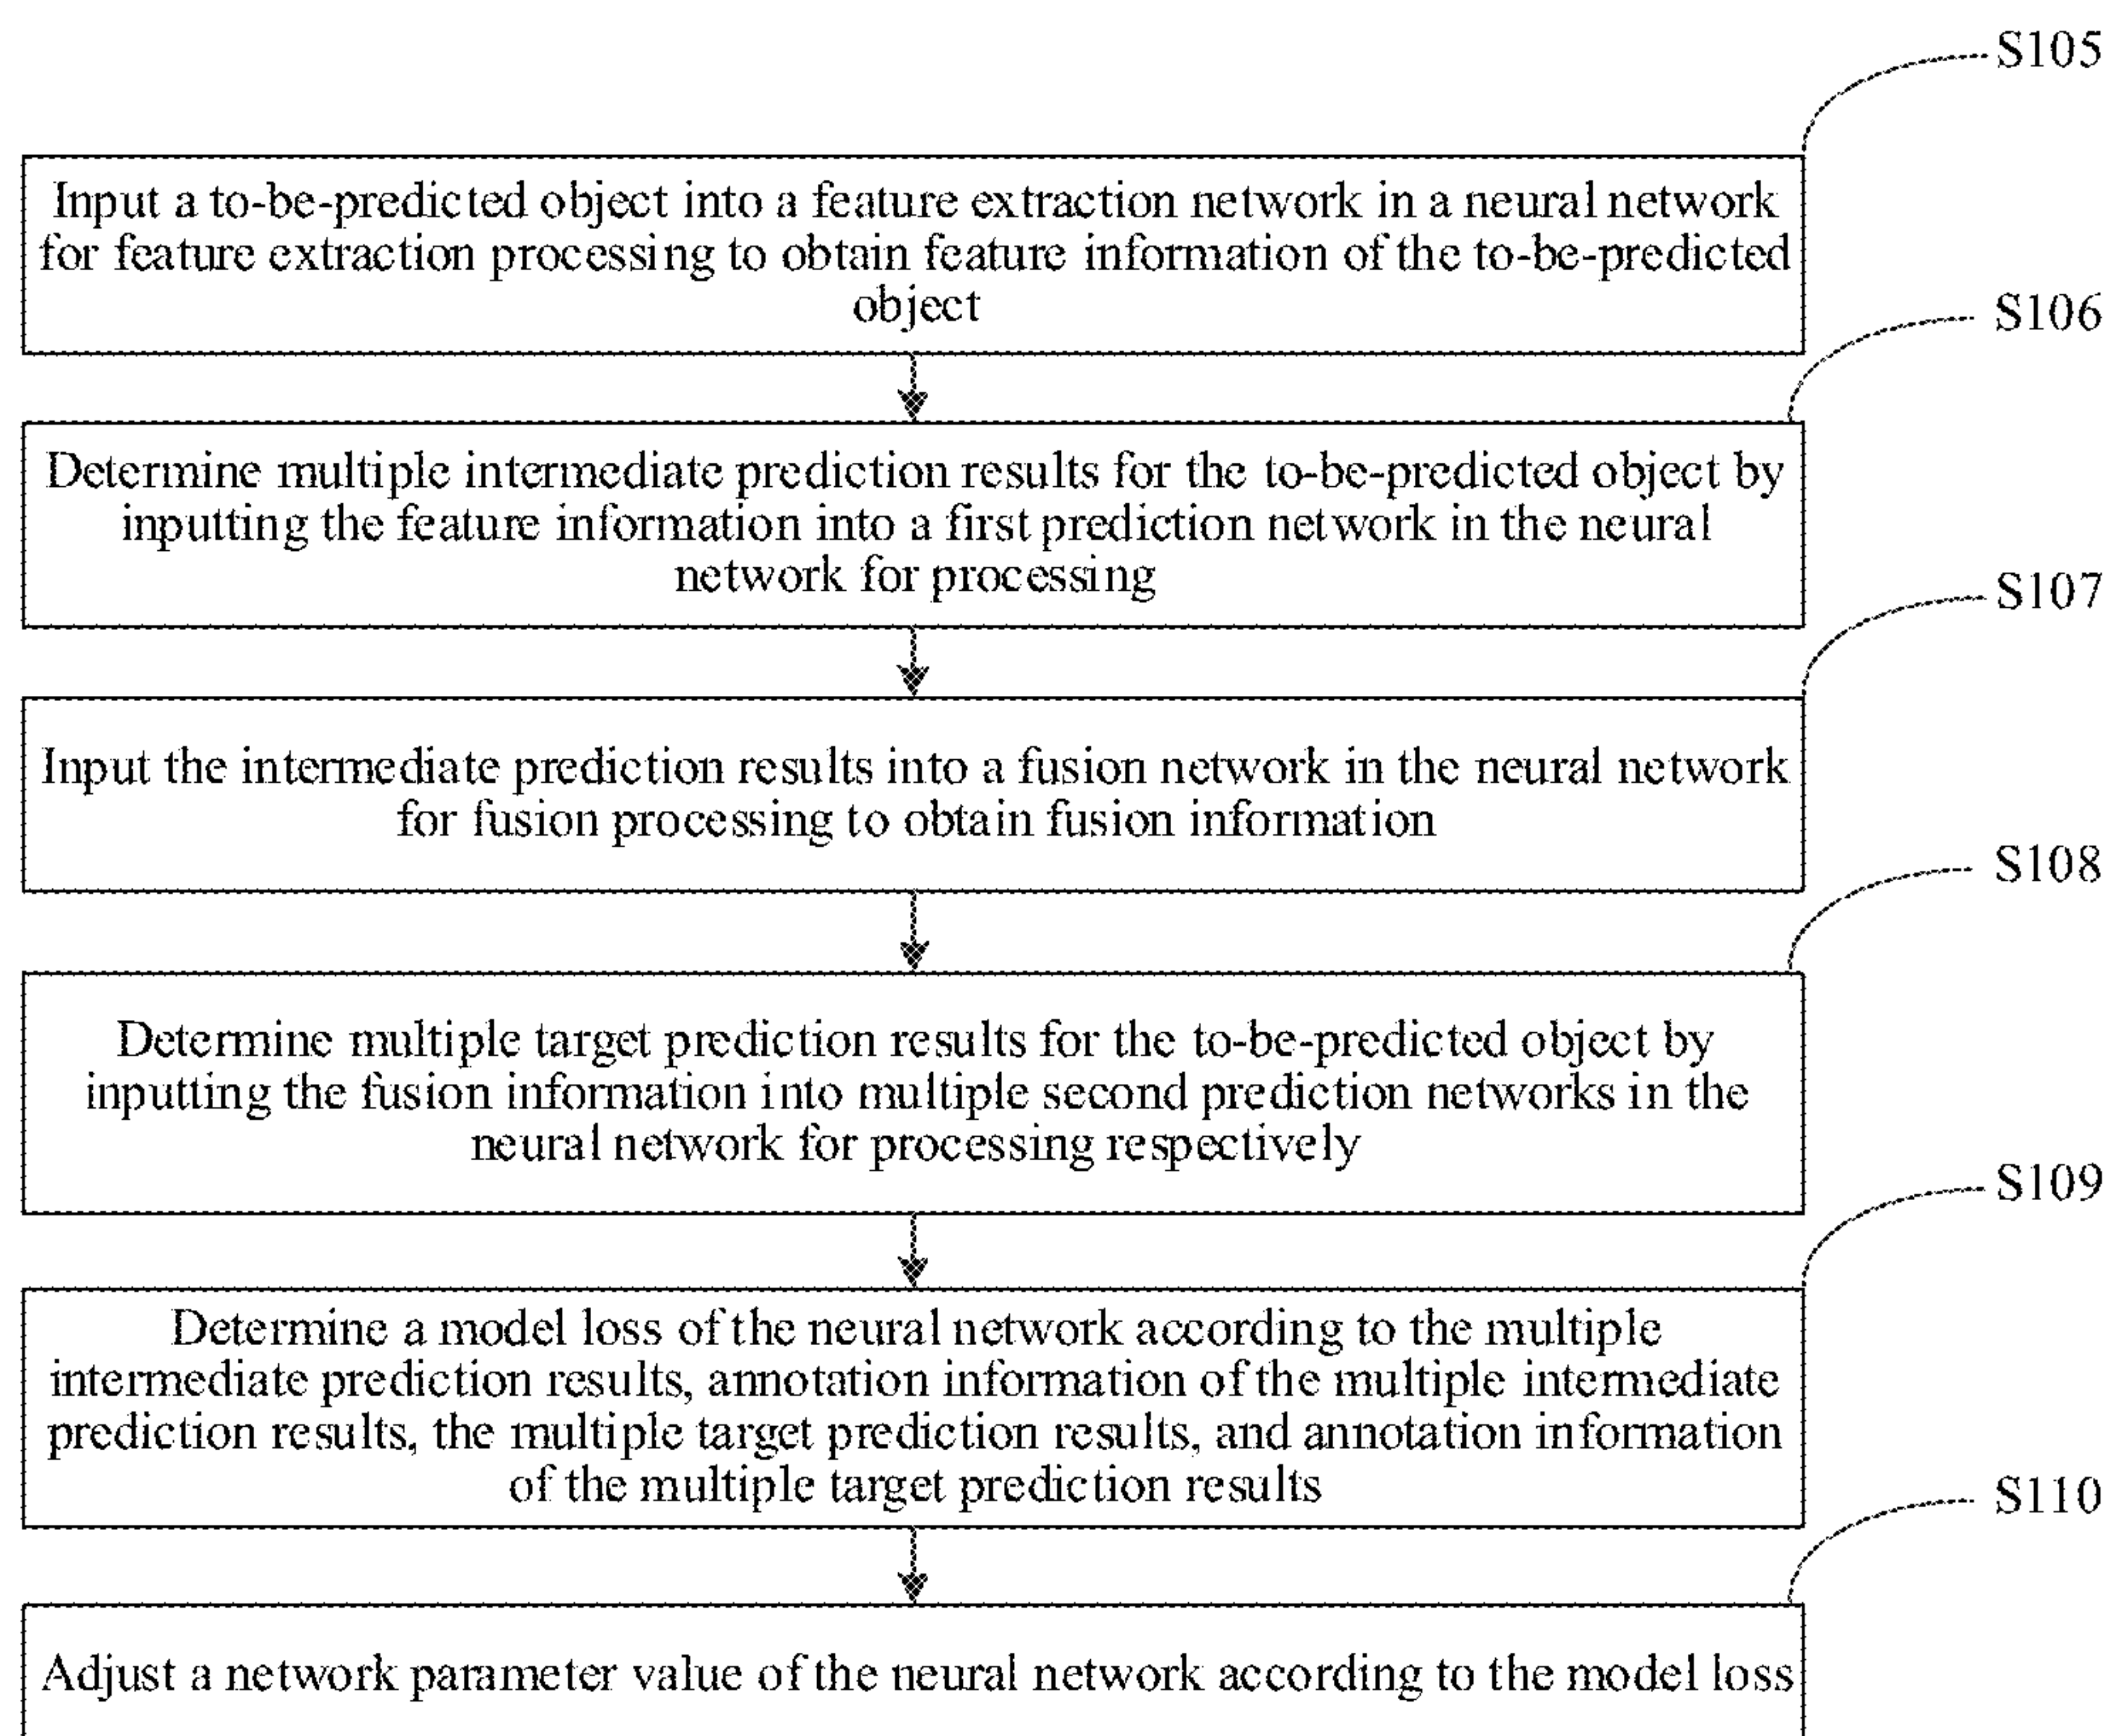 S105
Input a to-be-predicted object into a feature extraction network in a neural network
for feature extraction processing to obtain feature information of the to-be-predicted
object
S106
Determine multiple intermediate prediction results for the to-be-predicted object by
inputting the feature information into a first prediction network in the neural
network for processing
S107
Input the intermediate prediction results into a fusion network in the neural network
for fusion processing to obtain fusion information
S108
Determine multiple target prediction results for the to-be-predicted object by
inputting the fusion information into multiple second prediction networks in the
neural network for processing respectively
S109
Determine a model loss of the neural network according to the multiple
intermediate prediction results, annotation information of the multiple intermediate
prediction results, the multiple target prediction results, and annotation information
of the multiple target prediction results
S110
Adjust a network parameter value of the neural network according to the model loss